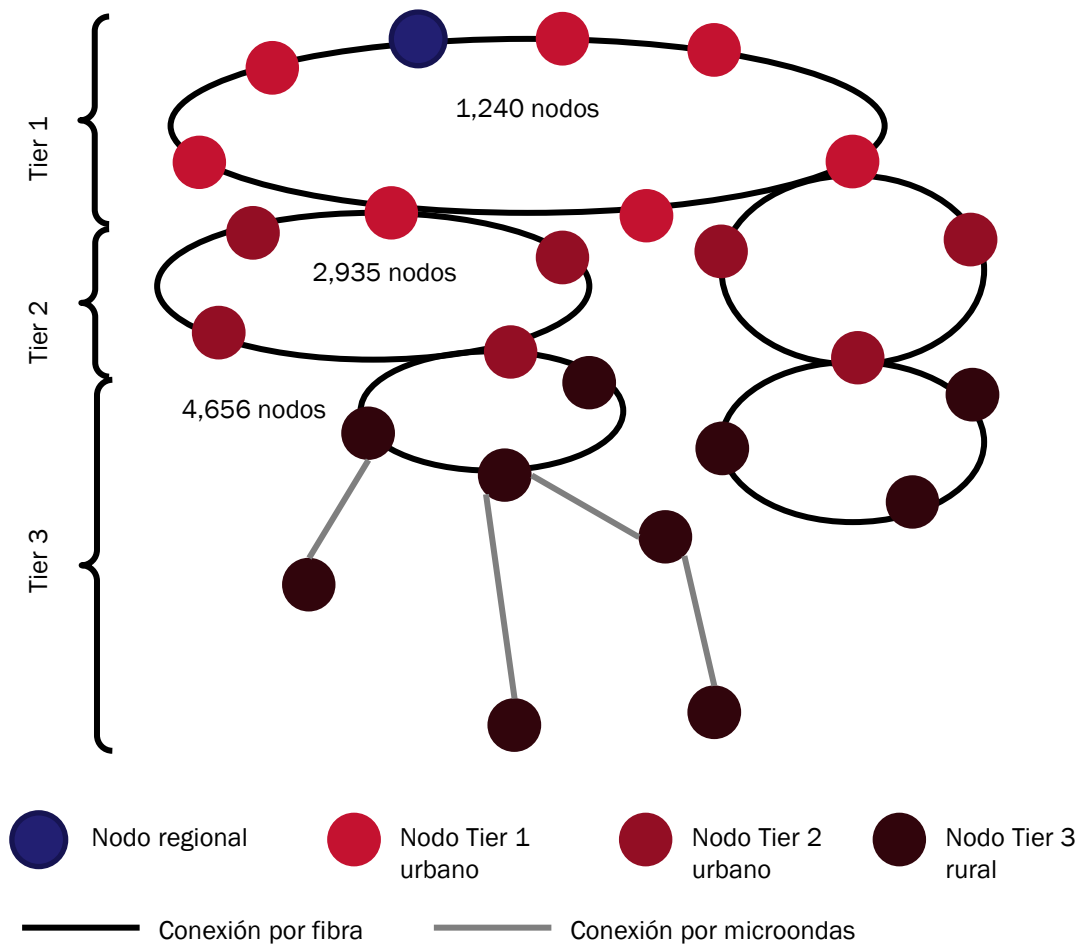 Tier 1
1,240 nodos
Tier 2
2,935 nodos
Tier 3
4,656 nodos
Nodo regional
Nodo Tier 1
urbano
Nodo Tier 2
urbano
Nodo Tier 3
rural
Conexión por fibra
Conexión por microondas